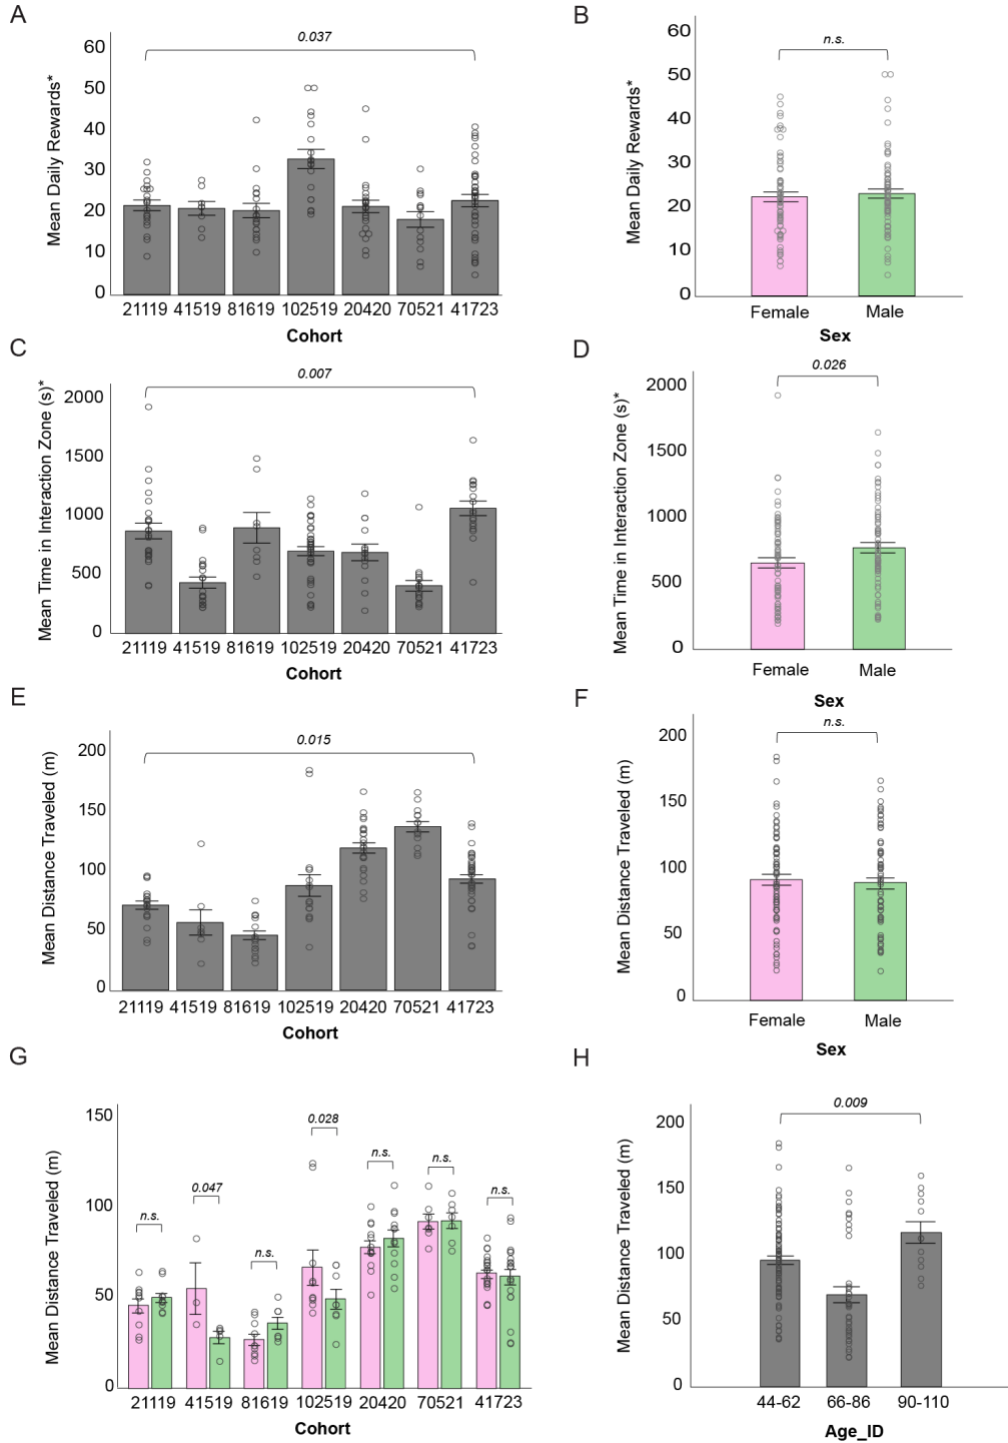 A
0.037
Mean Daily Rewards*
60
50
40
30
20
10
0
21119 41519 81619 102519 20420 70521 41723
Cohort
B
n.s.
Mean Daily Rewards*
60
50
40
30
20
10
0
Female Male
Sex
C
0.007
Mean Time in Interaction Zone (s)*
2000
1500
1000
500
0
21119 41519 81619 102519 20420 70521 41723
Cohort
D
0.026
Mean Time in Interaction Zone (s)*
2000
1500
1000
500
0
Female Male
Sex
E
0.015
Mean Distance Traveled (m)
200
150
100
50
0
21119 41519 81619 102519 20420 70521 41723
Cohort
F
n.s.
Mean Distance Traveled (m)
200
150
100
50
0
Female Male
Sex
G
Mean Distance Traveled (m)
150
100
50
0
n.s.
0.047
n.s.
0.028
n.s.
n.s.
n.s.
21119 41519 81619 102519 20420 70521 41723
Cohort
H
0.009
Mean Distance Traveled (m)
200
150
100
50
0
44-62 66-86 90-110
Age_ID